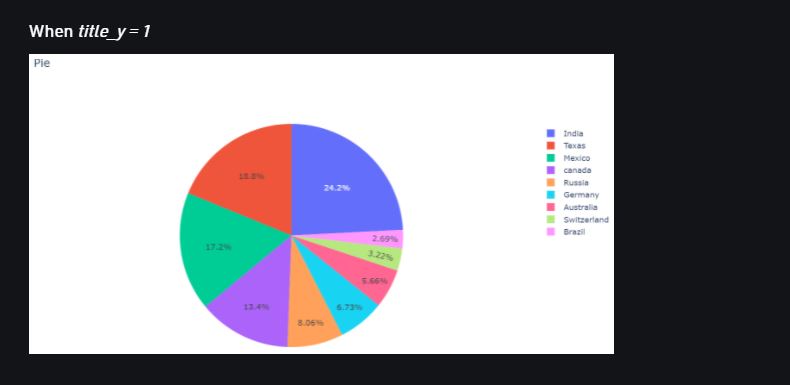 When title_y = 1
Pie
India
Texas
Mexico
canada
Russia
Germany
Australia
Switzerland
Brazil
18.8%
24.2%
2.69%
3.22%
5.66%
6.73%
8.06%
13.4%
17.2%